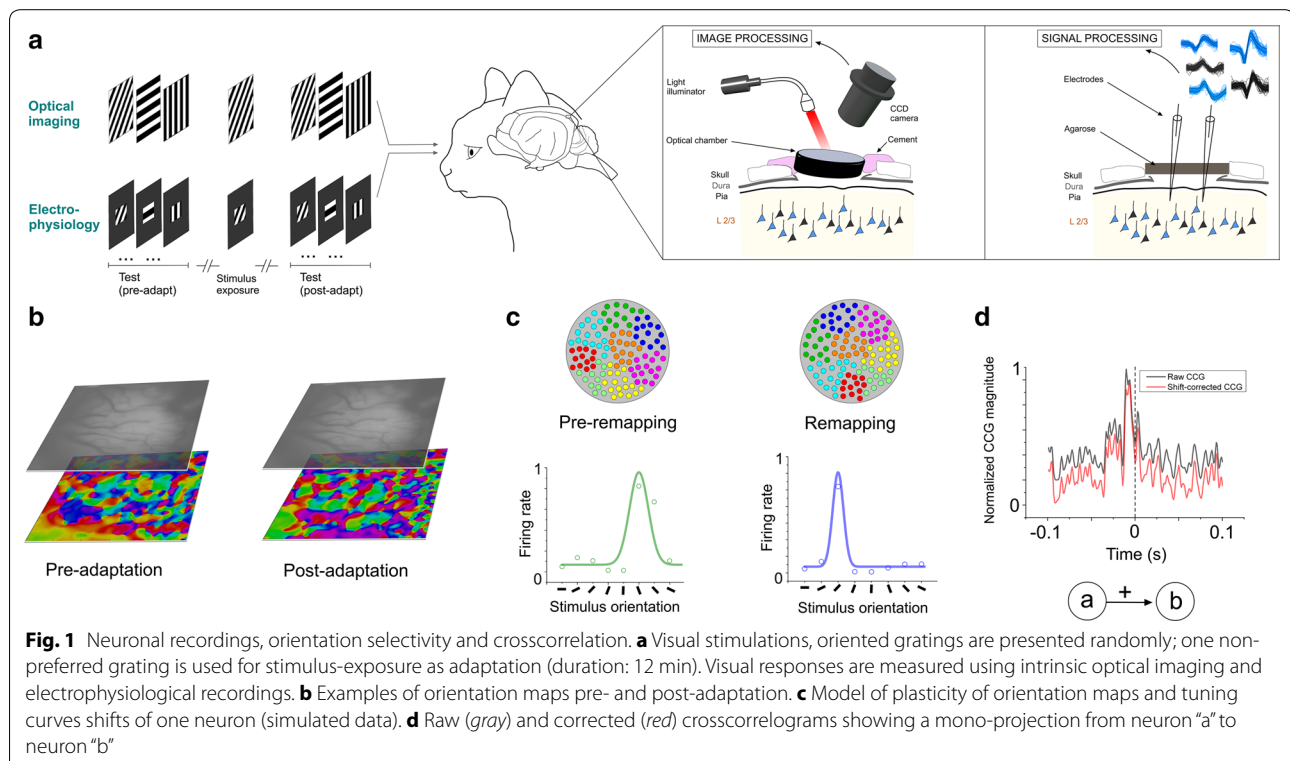 a
Optical
imaging
Electro-
physiology
... ...
... ...
Test
(pre-adapt)
Stimulus
exposure
Test
(post-adapt)
IMAGE PROCESSING
Light
illuminator
CCD
camera
Optical chamber
Cement
Skull
Dura
Pia
L 2/3
SIGNAL PROCESSING
Electrodes
Agarose
Skull
Dura
Pia
L 2/3
b
Pre-adaptation
Post-adaptation
c
Pre-remapping
Remapping
Firing rate
1
0
Stimulus orientation
Firing rate
1
0
Stimulus orientation
d
Normalized CCG magnitude
1
0
Raw CCG
Shift-corrected CCG
-0.1
0
0.1
Time (s)
a
+
b
Fig. 1 Neuronal recordings, orientation selectivity and crosscorrelation. a Visual stimulations, oriented gratings are presented randomly; one non-
preferred grating is used for stimulus-exposure as adaptation (duration: 12 min). Visual responses are measured using intrinsic optical imaging and
electrophysiological recordings. b Examples of orientation maps pre- and post-adaptation. c Model of plasticity of orientation maps and tuning
curves shifts of one neuron (simulated data). d Raw (gray) and corrected (red) crosscorrelograms showing a mono-projection from neuron “a” to
neuron “b”